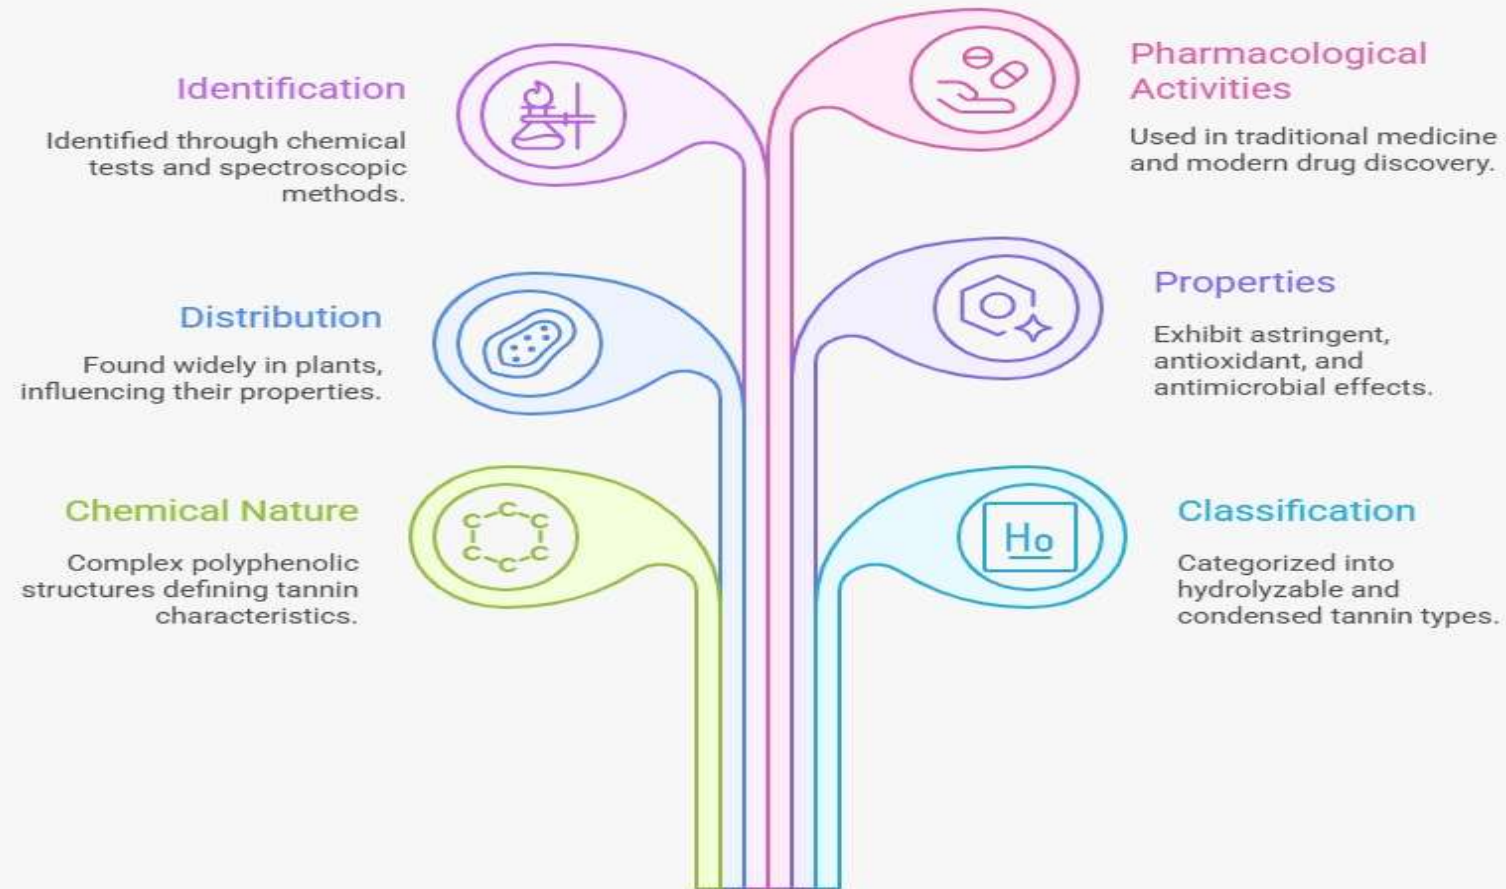 Identification
Identified through chemical
tests and spectroscopic
methods.
Pharmacological
Activities
Used in traditional medicine
and modern drug discovery.
Distribution
Found widely in plants,
influencing their properties.
Properties
Exhibit astringent,
antioxidant, and
antimicrobial effects.
Chemical Nature
Complex polyphenolic
structures defining tannin
characteristics.
C C C
C C C
Ho
Classification
Categorized into
hydrolyzable and
condensed tannin types.